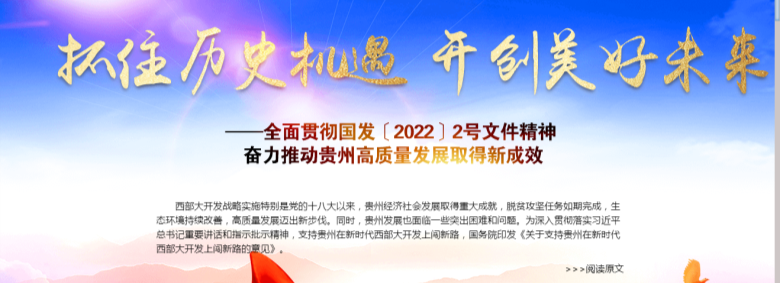 抓住历史机遇 开创美好未来
——全面贯彻国发〔2022〕2号文件精神
奋力推动贵州高质量发展取得新成效
西部大开发战略实施特别是党的十八大以来，贵州经济社会发展取得重大成就，脱贫攻坚任务如期完成，生
态环境持续改善，高质量发展迈出新步伐。同时，贵州发展也面临一些突出困难和问题。为深入贯彻落实习近平
总书记重要讲话和指示批示精神，支持贵州在新时代西部大开发上闯新路，国务院印发《关于支持贵州在新时代
西部大开发上闯新路的意见》。
>>>阅读原文